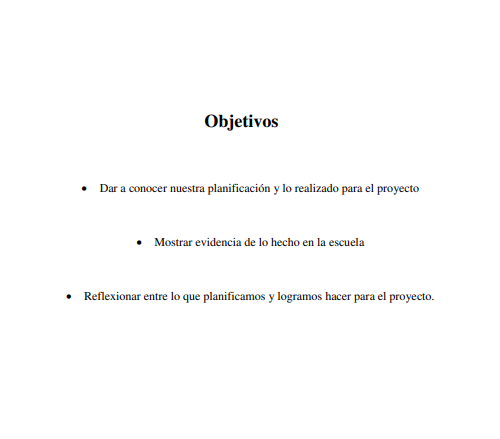 Objetivos
• Dar a conocer nuestra planificación y lo realizado para el proyecto
• Mostrar evidencia de lo hecho en la escuela
• Reflexionar entre lo que planificamos y logramos hacer para el proyecto.